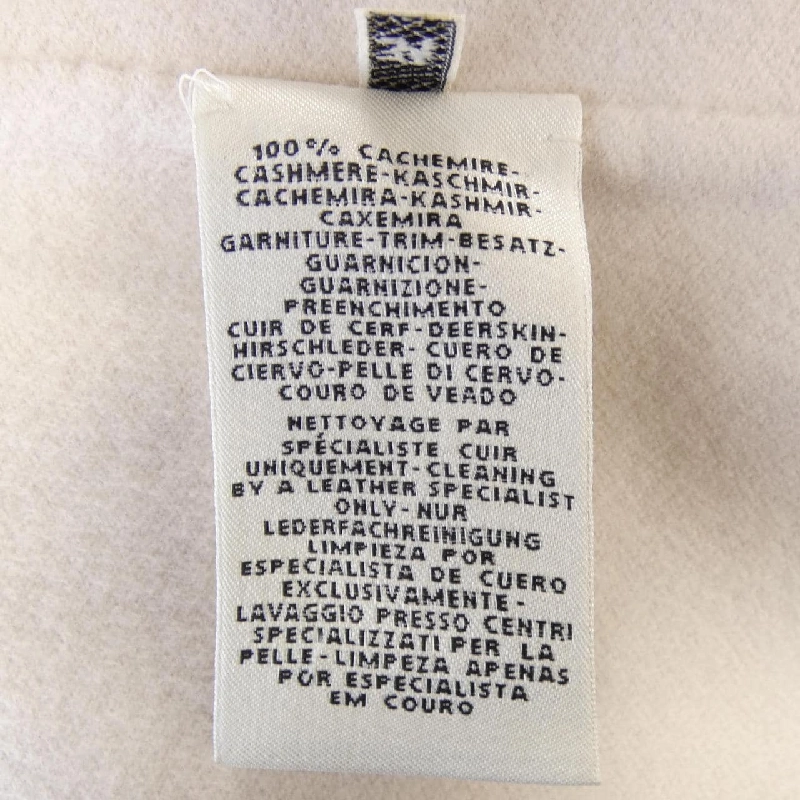 100% CACHEMIRE-
CASHMERE-KASCHMIR-
CACHEMIRA-KASHMIR-
CAXEMIRA
GARNITURE-TRIM-BESATZ-
GUARNICION-
GUARNIZIONE-
PREENCHIMENTO
CUIR DE CERF-DEERSKIN-
HIRSCHLEDER- CUERO DE
CIERVO-PELLE DI CERVO-
COURO DE VEADO
NETTOYAGE PAR
SPÉCIALISTE CUIR
UNIQUEMENT-CLEANING
BY A LEATHER SPECIALIST
ONLY-NUR
LEDERFACHREINIGUNG
LIMPIEZA POR
ESPECIALISTA DE CUERO
EXCLUSIVAMENTE-
LAVAGGIO PRESSO CENTRI
SPECIALIZZATI PER LA
PELLE-LIMPEZA APENAS
POR ESPECIALISTA
EM COURO